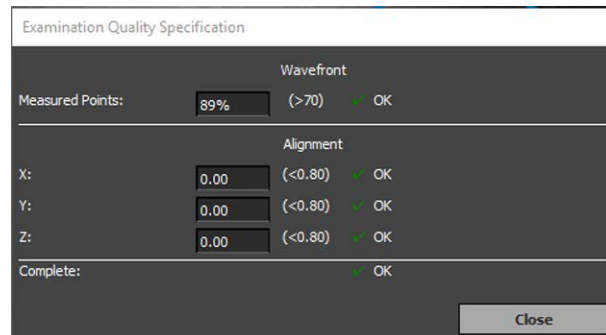 Examination Quality Specification
Wavefront
Measured Points: 89% (>70) ✓ OK
Alignment
X: 0.00 (<0.80) ✓ OK
Y: 0.00 (<0.80) ✓ OK
Z: 0.00 (<0.80) ✓ OK
Complete: ✓ OK
Close